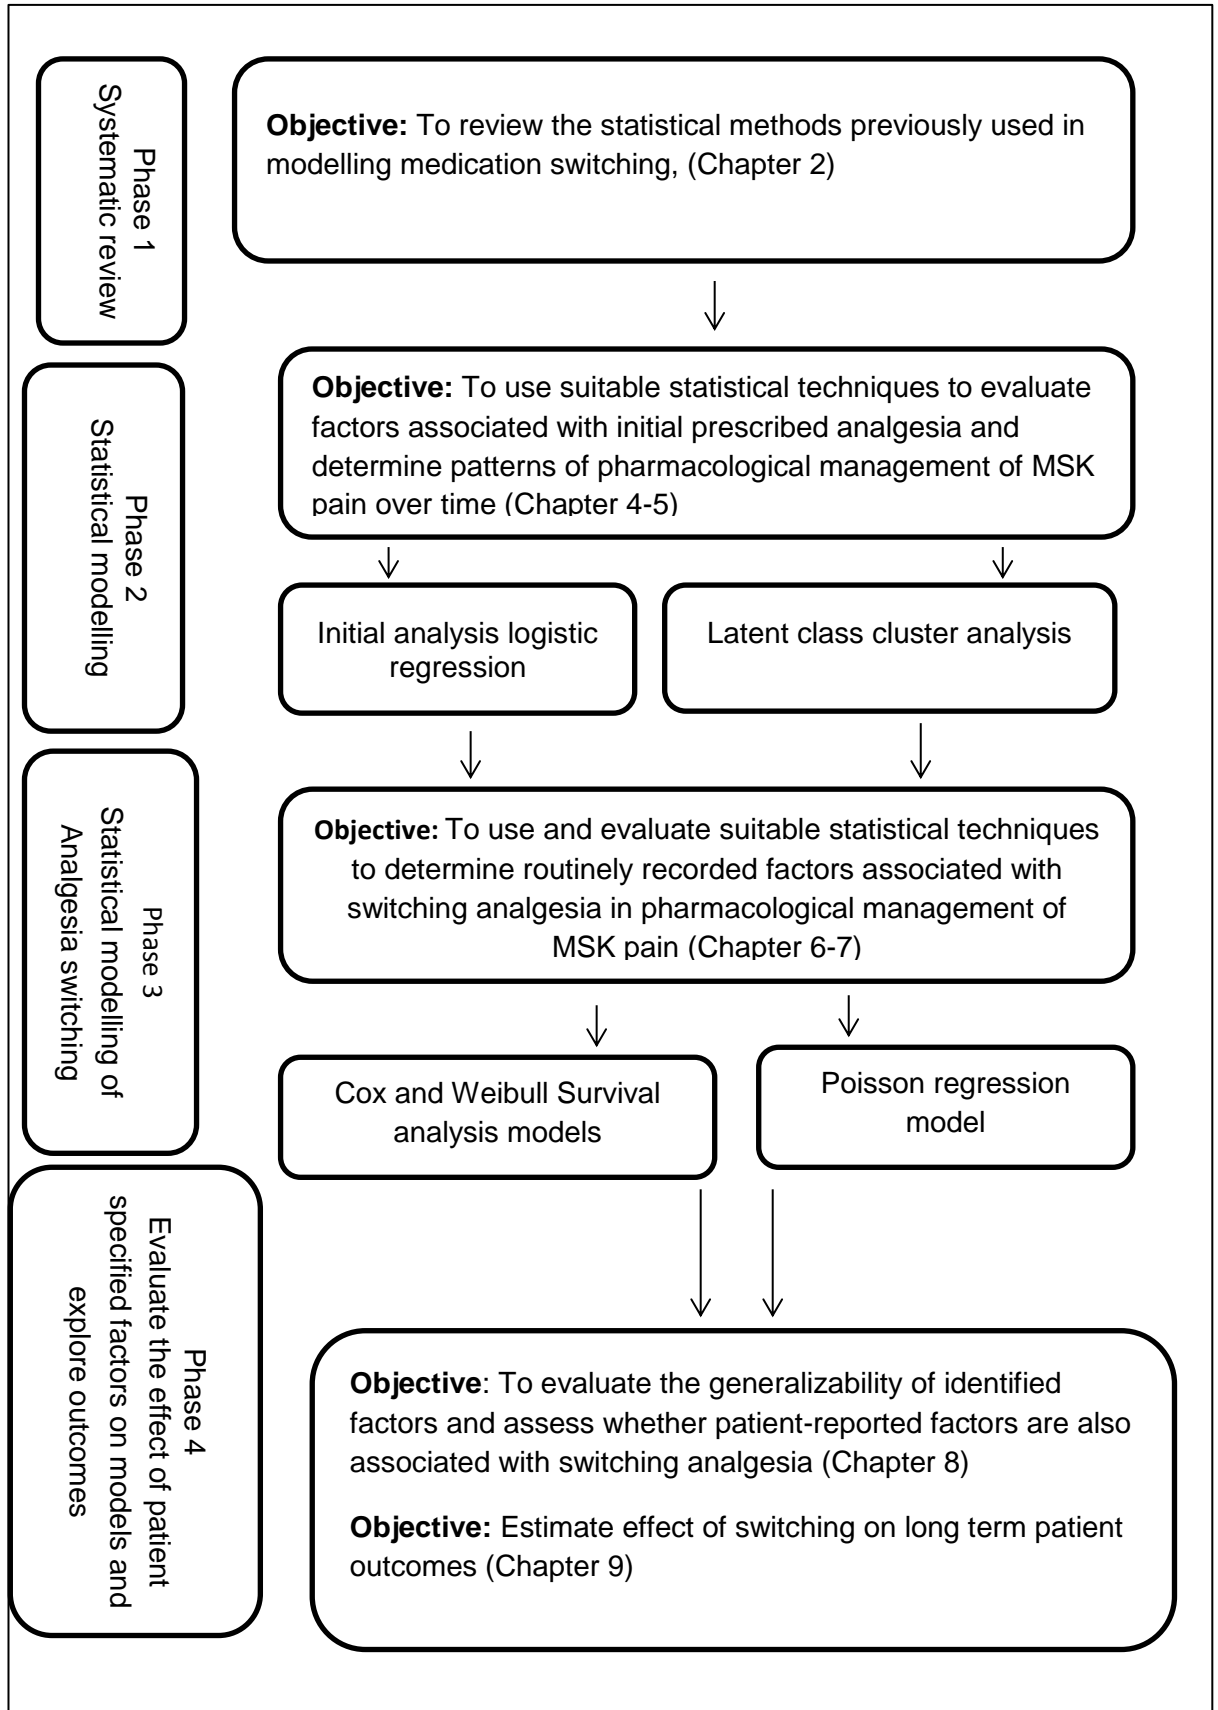 Phase 1
Systematic review
Objective: To review the statistical methods previously used in
modelling medication switching, (Chapter 2)
Phase 2
Statistical modelling
Objective: To use suitable statistical techniques to evaluate
factors associated with initial prescribed analgesia and
determine patterns of pharmacological management of MSK
pain over time (Chapter 4-5)
Initial analysis logistic
regression
Latent class cluster analysis
Phase 3
Statistical modelling of
Analgesia switching
Objective: To use and evaluate suitable statistical techniques
to determine routinely recorded factors associated with
switching analgesia in pharmacological management of
MSK pain (Chapter 6-7)
Cox and Weibull Survival
analysis models
Poisson regression
model
Phase 4
Evaluate the effect of patient
specified factors on models and
explore outcomes
Objective: To evaluate the generalizability of identified
factors and assess whether patient-reported factors are also
associated with switching analgesia (Chapter 8)
Objective: Estimate effect of switching on long term patient
outcomes (Chapter 9)